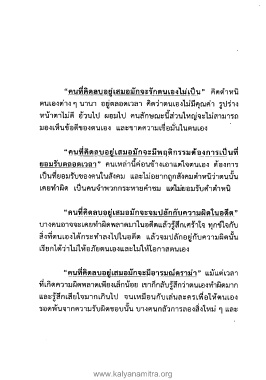 "คนที่คิดลบอยู่เสมอมักจะรักตนเองไม่เป็น" คิดตำหนิ
ตนเองต่างๆ นานา อยู่ตลอดเวลา คิดว่าตนเองไม่มีคุณค่า รูปร่าง
หน้าตาไม่ดี อ้วนไป ผอมไป คนลักษณะนี้ส่วนใหญ่จะไม่สามารถ
มองเห็นข้อดีของตนเอง และขาดความเชื่อมั่นในตนเอง
"คนที่คิดลบอยู่เสมอมักจะมีพฤติกรรมต้องการเป็นที่
ยอมรับตลอดเวลา" คนเหล่านี้ค่อนข้างเอาแต่ใจตนเอง ต้องการ
เป็นที่ยอมรับของคนในสังคม และไม่อยากถูกสังคมตำหนิว่าตนนั้น
เคยทำผิด เป็นคนจำพวกกระหายคำชม แต่ไม่ยอมรับคำตำหนิ
"คนที่คิดลบอยู่เสมอมักจะจมปลักกับความผิดในอดีต"
บางคนอาจจะเคยทำผิดพลาดมาในอดีตแล้วรู้สึกเศร้าใจ ทุกข์ใจกับ
สิ่งที่ตนเองได้กระทำลงไปในอดีต แล้วจมปลักอยู่กับความผิดนั้น
เรียกได้ว่าไม่ให้อภัยตนเองและไม่ให้โอกาสตนเอง
"คนที่คิดลบอยู่เสมอมักจะมีอารมณ์ดราม่า" แม้แต่เวลา
ที่เกิดความผิดพลาดเพียงเล็กน้อย เขาก็กลับรู้สึกว่าตนเองทำผิดมาก
และรู้สึกเสียใจมากเกินไป จนเหมือนกับเล่นละครเพื่อให้ตนเอง
รอดพ้นจากความรับผิดชอบนั้น บางคนกลัวการลองสิ่งใหม่ ๆ และ
www.kalyanamitra.org